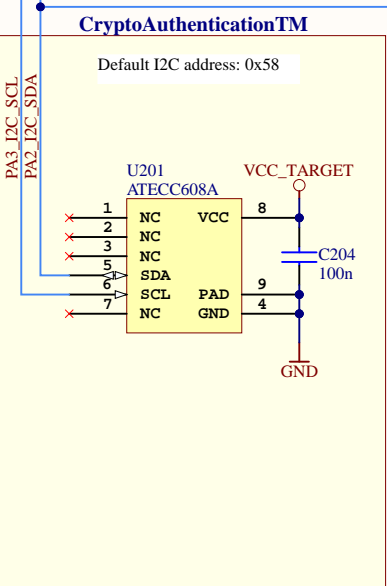 CryptoAuthenticationTM
Default I2C address: 0x58
PA3_I2C_SCL
PA2_I2C_SDA
U201
ATECC608A
VCC_TARGET
1 NC VCC 8
2 NC
3 NC
5 SDA
6 SCL PAD 9
7 NC GND 4
C204
100n
GND